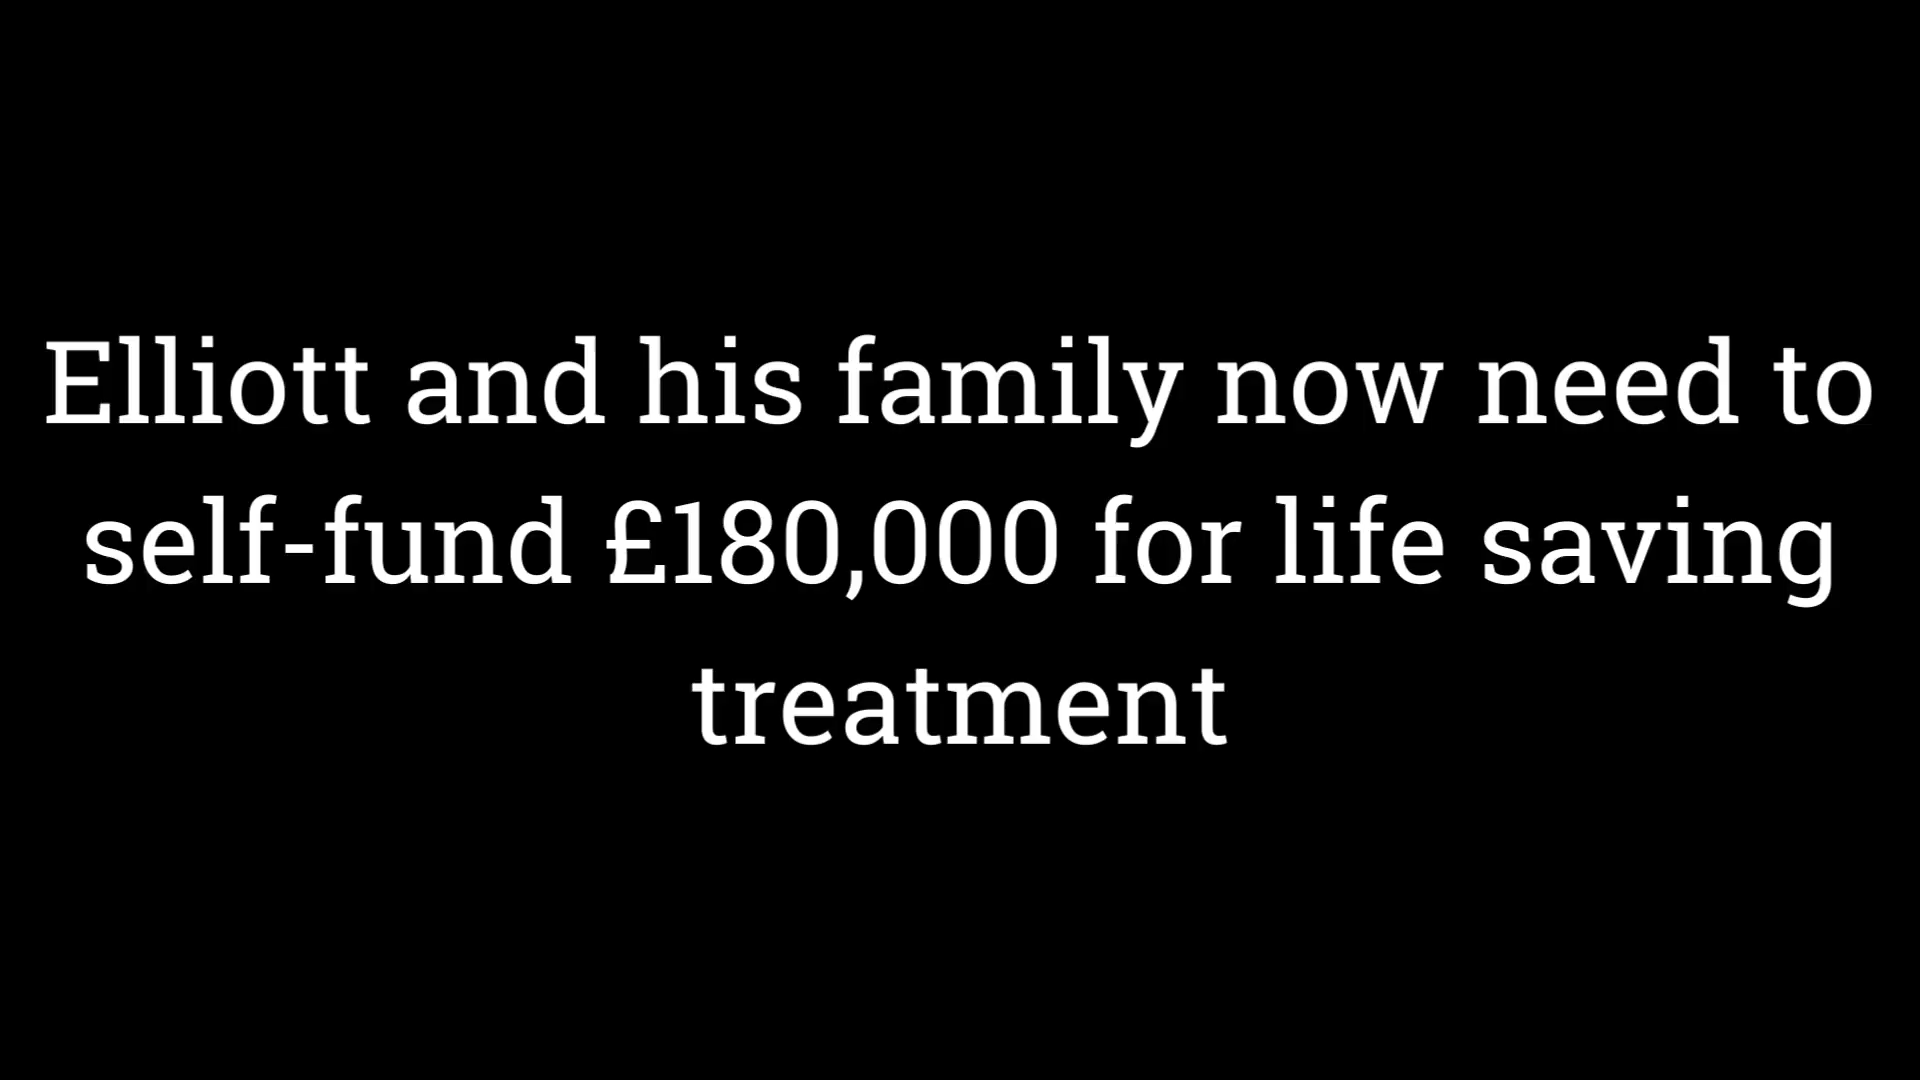 Elliott and his family now need to
self-fund £180,000 for life saving
treatment